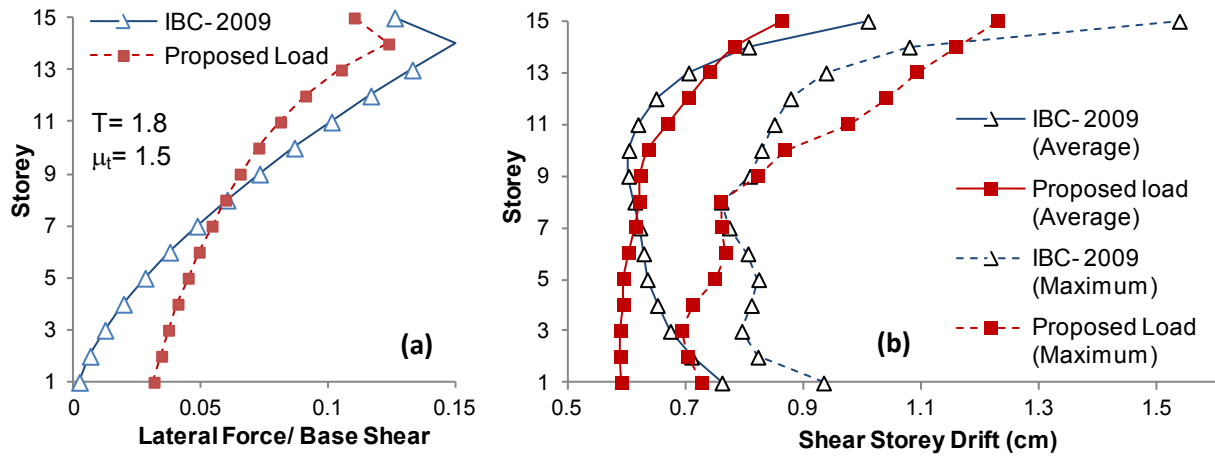 IBC-2009
Proposed Load
T= 1.8
μt= 1.5
(a)
Storey
15
13
11
9
7
5
3
1
0
0.05
0.1
0.15
Lateral Force/ Base Shear
IBC-2009
(Average)
Proposed load
(Average)
IBC-2009
(Maximum)
Proposed Load
(Maximum)
(b)
Storey
15
13
11
9
7
5
3
1
0.5
0.7
0.9
1.1
1.3
1.5
Shear Storey Drift (cm)